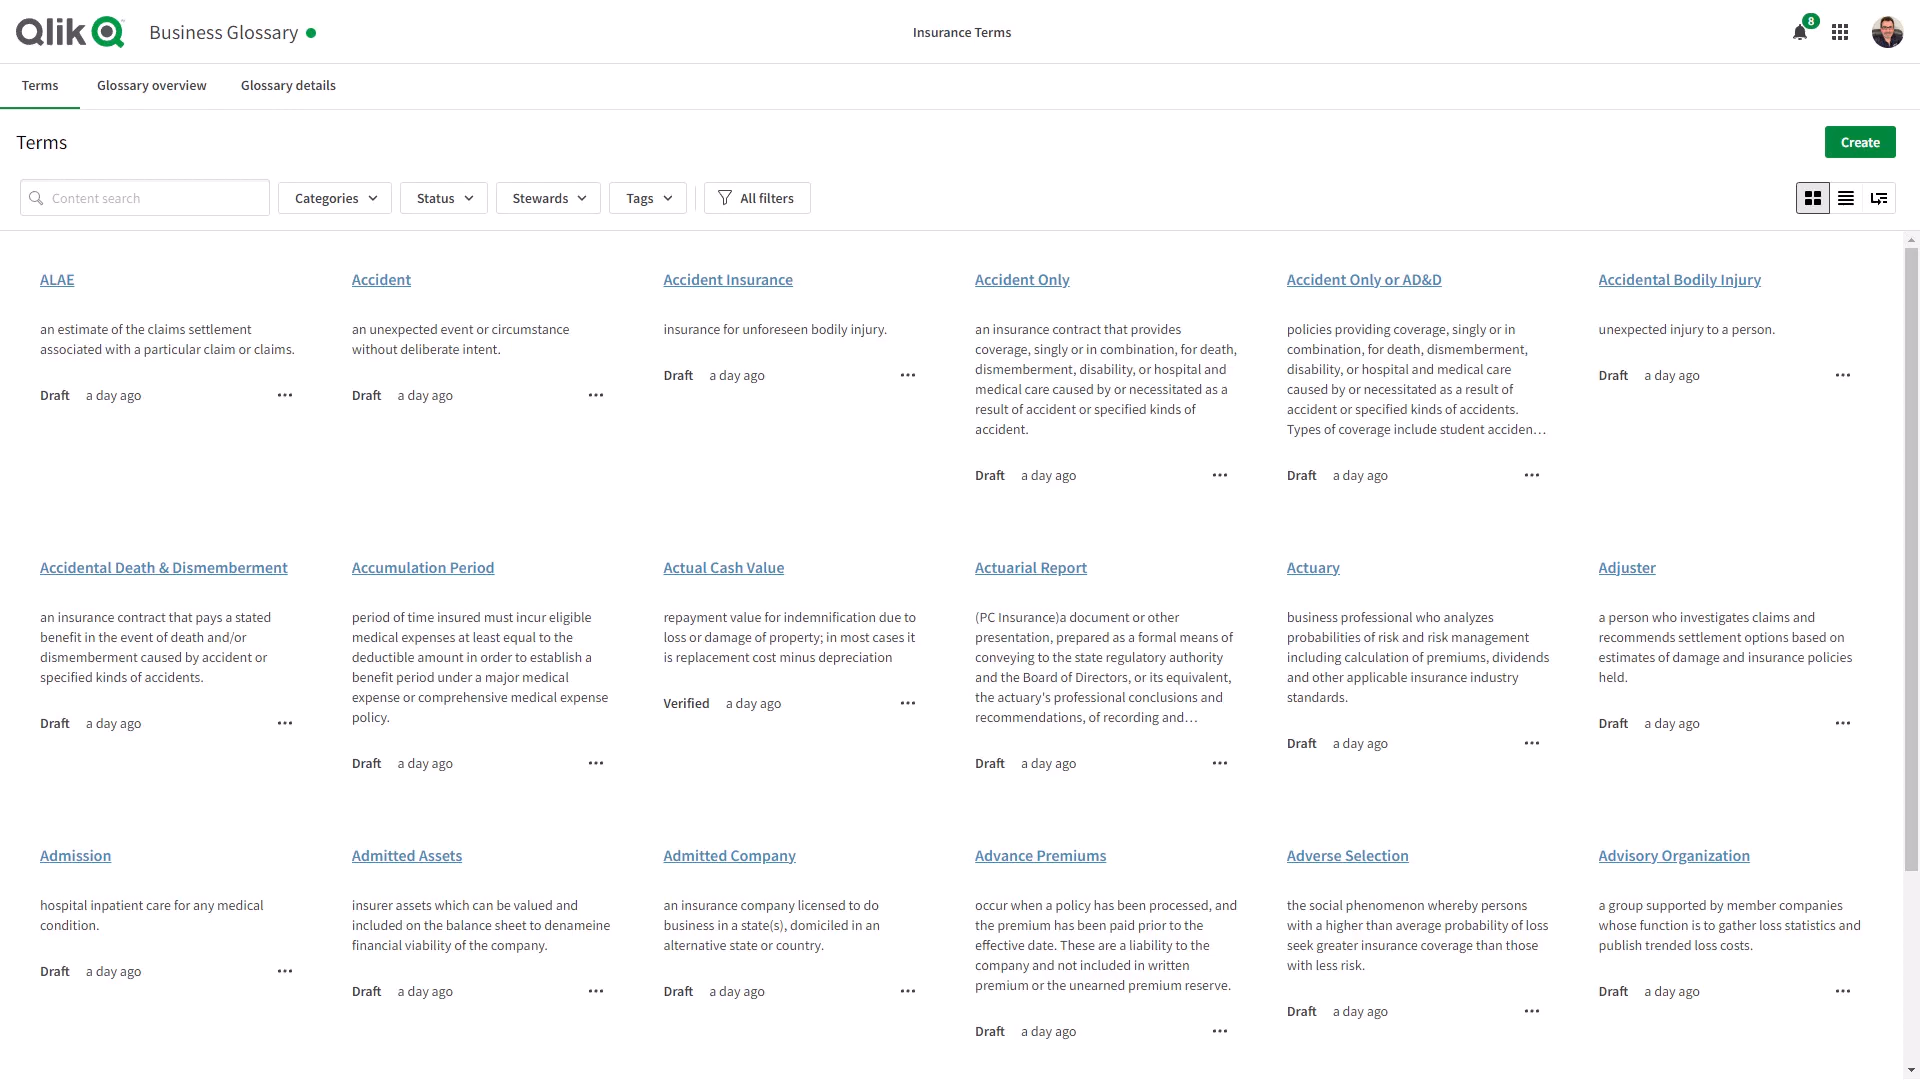 Qlik
Business Glossary
Insurance Terms
8
Terms
Glossary overview
Glossary details
Terms
Create
Content search
Categories
Status
Stewards
Tags
All filters
ALAE
an estimate of the claims settlement
associated with a particular claim or claims.
Draft a day ago
Accident
an unexpected event or circumstance
without deliberate intent.
Draft a day ago
Accident Insurance
insurance for unforeseen bodily injury.
Draft a day ago
Accident Only
an insurance contract that provides
coverage, singly or in combination, for death,
dismemberment, disability, or hospital and
medical care caused by or necessitated as a
result of accident or specified kinds of
accident.
Draft a day ago
Accident Only or AD&D
policies providing coverage, singly or in
combination, for death, dismemberment,
disability, or hospital and medical care
caused by or necessitated as a result of
accident or specified kinds of accidents.
Types of coverage include student acciden…
Draft a day ago
Accidental Bodily Injury
unexpected injury to a person.
Draft a day ago
Accidental Death & Dismemberment
an insurance contract that pays a stated
benefit in the event of death and/or
dismemberment caused by accident or
specified kinds of accidents.
Draft a day ago
Accumulation Period
period of time insured must incur eligible
medical expenses at least equal to the
deductible amount in order to establish a
benefit period under a major medical
expense or comprehensive medical expense
policy.
Draft a day ago
Actual Cash Value
repayment value for indemnification due to
loss or damage of property; in most cases it
is replacement cost minus depreciation
Verified a day ago
Actuarial Report
(PC Insurance)a document or other
presentation, prepared as a formal means of
conveying to the state regulatory authority
and the Board of Directors, or its equivalent,
the actuary's professional conclusions and
recommendations, of recording and…
Draft a day ago
Actuary
business professional who analyzes
probabilities of risk and risk management
including calculation of premiums, dividends
and other applicable insurance industry
standards.
Draft a day ago
Adjuster
a person who investigates claims and
recommends settlement options based on
estimates of damage and insurance policies
held.
Draft a day ago
Admission
hospital inpatient care for any medical
condition.
Draft a day ago
Admitted Assets
insurer assets which can be valued and
included on the balance sheet to denameine
financial viability of the company.
Draft a day ago
Admitted Company
an insurance company licensed to do
business in a state(s), domiciled in an
alternative state or country.
Draft a day ago
Advance Premiums
occur when a policy has been processed, and
the premium has been paid prior to the
effective date. These are a liability to the
company and not included in written
premium or the unearned premium reserve.
Draft a day ago
Adverse Selection
the social phenomenon whereby persons
with a higher than average probability of loss
seek greater insurance coverage than those
with less risk.
Draft a day ago
Advisory Organization
a group supported by member companies
whose function is to gather loss statistics and
publish trended loss costs.
Draft a day ago